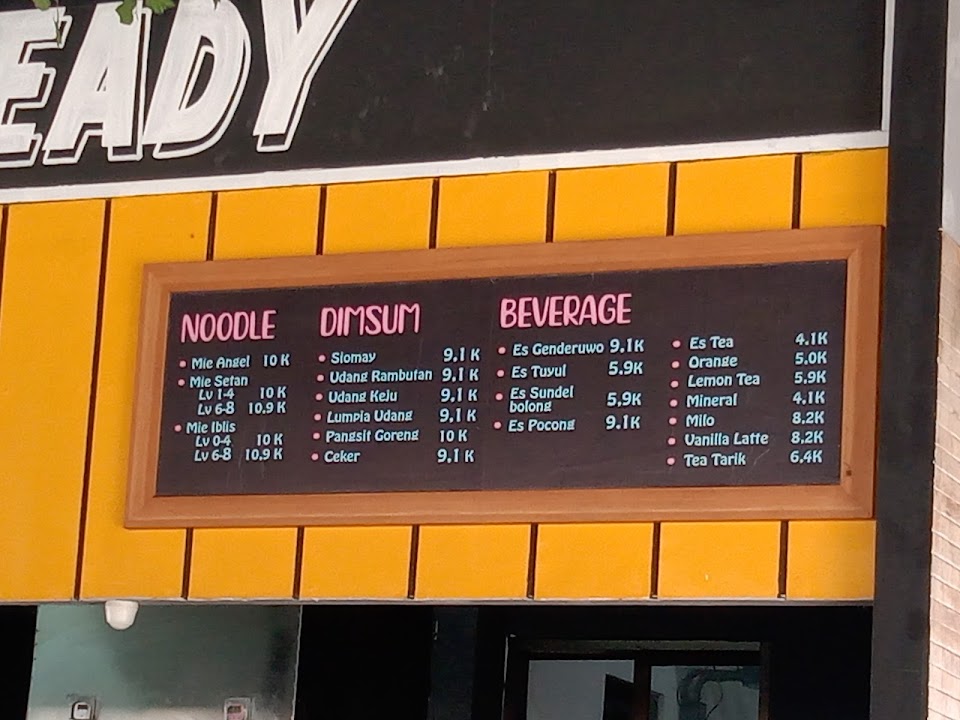 EADY
NOODLE
• Mie Angel 10 K
• Mie Setan
Lv 1-4 10 K
Lv 6-8 10,9 K
• Mie Iblis
Lv 0-4 10 K
Lv 6-8 10,9 K
DIMSUM
• Siomay 9,1 K
• Udang Rambutan 9,1 K
• Udang Keju 9,1 K
• Lumpia Udang 9,1 K
• Pangsit Goreng 10 K
• Ceker 9,1 K
BEVERAGE
• Es Genderuwo 9.1K
• Es Tuyul 5.9K
• Es Sundel
bolong 5.9K
• Es Pocong 9.1K
• Es Tea 4.1K
• Orange 5.0K
• Lemon Tea 5.9K
• Mineral 4.1K
• Milo 8.2K
• Vanilla Latte 8,2K
• Tea Tarik 6,4K